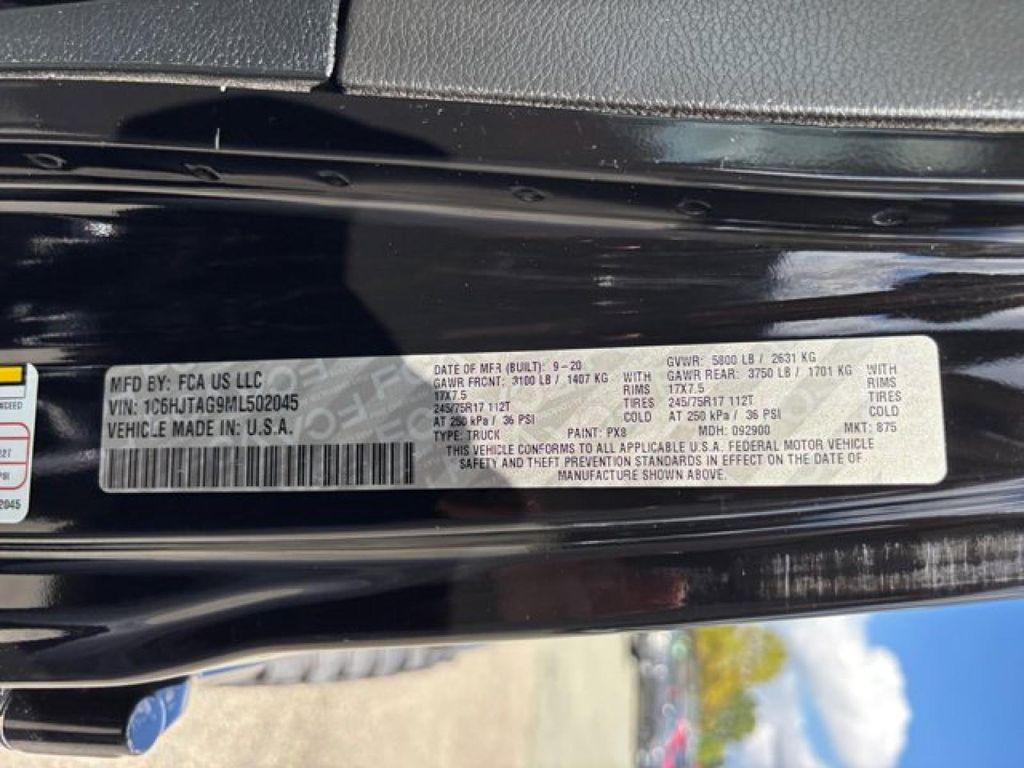 MFD BY: FCA US LLC
VIN: 1C6HJTAG9ML502045
VEHICLE MADE IN: U.S.A.
DATE OF MFR (BUILT): 9-20
GAWR FRONT: 3100 LB / 1407 KG WITH
17X7.5 RIMS
245/75R17 112T TIRES
AT 250 kPa / 36 PSI COLD
TYPE: TRUCK PAINT: PX8
GVWR: 5800 LB / 2631 KG
GAWR REAR: 3750 LB / 1701 KG WITH
17X7.5 RIMS
245/75R17 112T TIRES
AT 250 kPa / 36 PSI COLD
MDH: 092900 MKT: 875
THIS VEHICLE CONFORMS TO ALL APPLICABLE U.S.A. FEDERAL MOTOR VEHICLE
SAFETY AND THEFT PREVENTION STANDARDS IN EFFECT ON THE DATE OF
MANUFACTURE SHOWN ABOVE.
2045